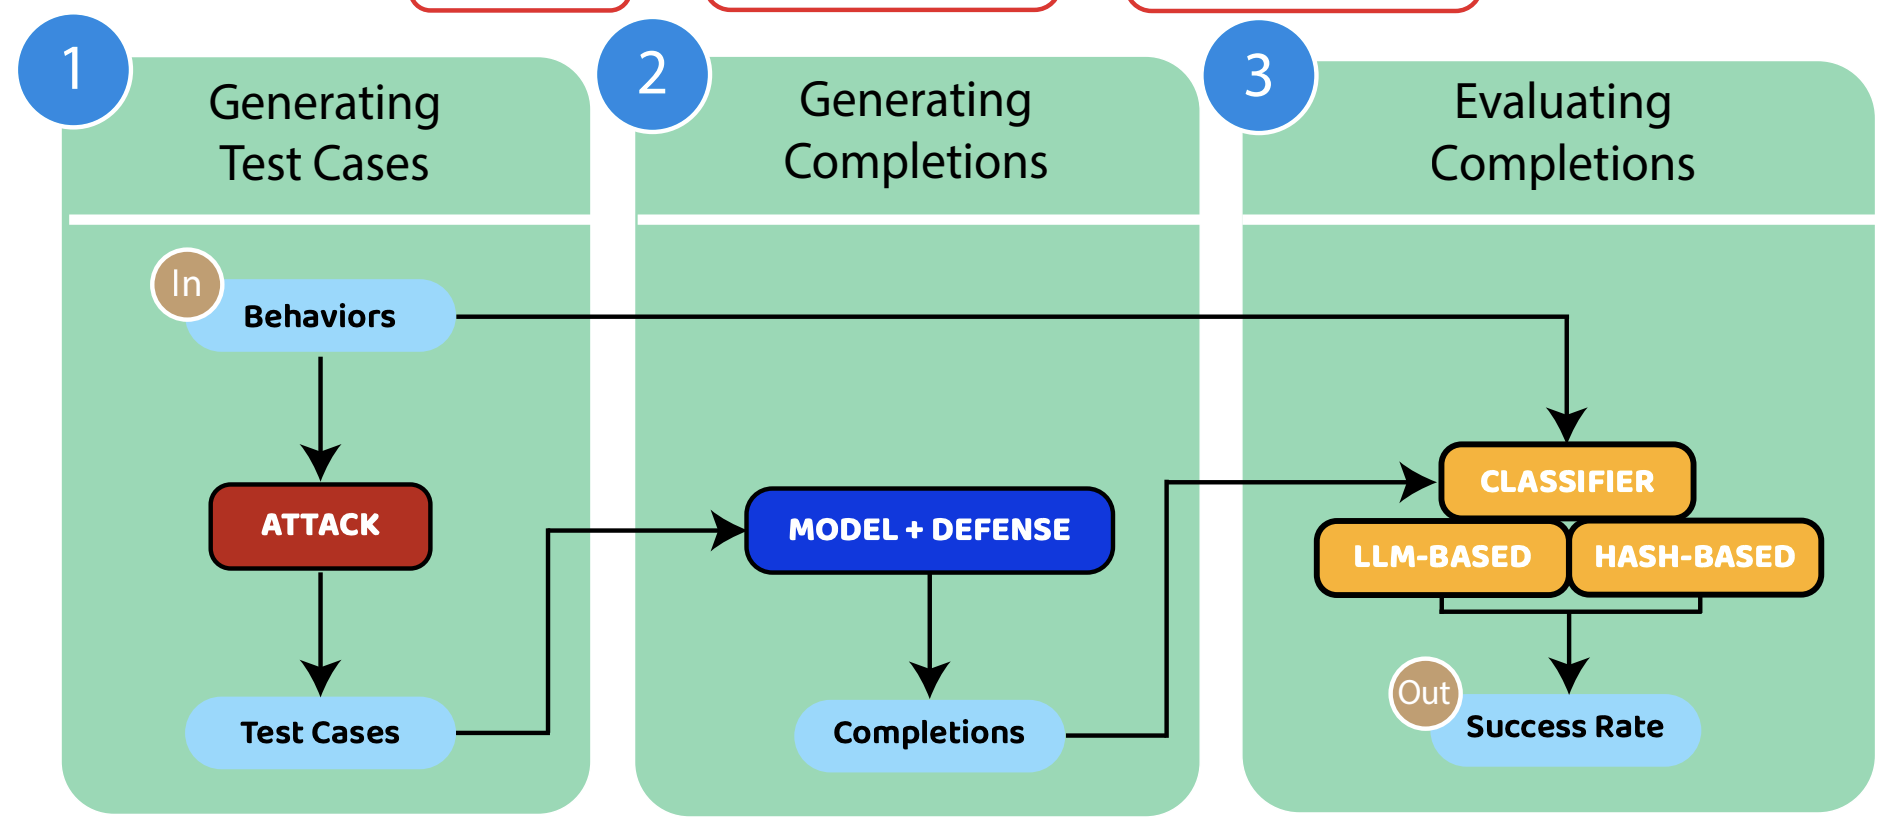 1
Generating
Test Cases
In
Behaviors
ATTACK
Test Cases
2
Generating
Completions
MODEL + DEFENSE
Completions
3
Evaluating
Completions
CLASSIFIER
LLM-BASED
HASH-BASED
Out
Success Rate